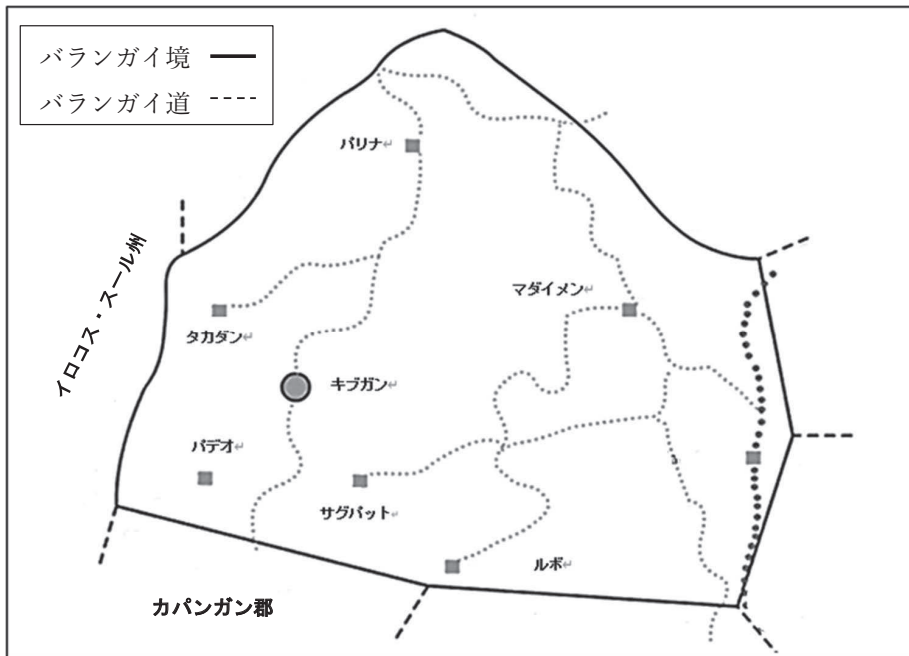 バランガイ境
バランガイ道
パリナ
イロコス・スール州
マダイメン
タカダン
キブガン
バデオ
サグパット
ルボ
カパンガン郡